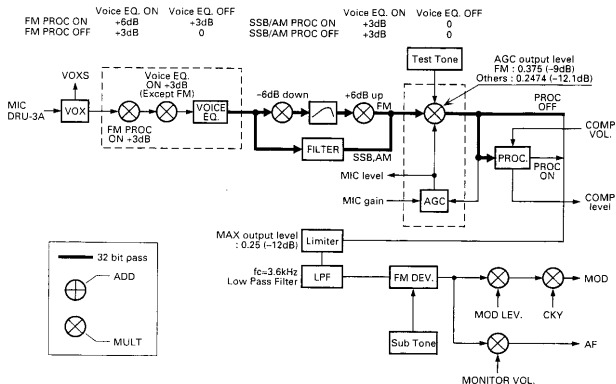 Voice EQ. ON Voice EQ. OFF
FM PROC ON +6dB +3dB
FM PROC OFF +3dB 0
Voice EQ. ON Voice EQ. OFF
SSB/AM PROC ON +3dB 0
SSB/AM PROC OFF +3dB 0
Test Tone
AGC output level
FM : 0.375 (−9dB)
Others : 0.2474 (−12.1dB)
VOXS
Voice EQ.
ON +3dB
(Except FM)
−6dB down
+6dB up
FM
PROC
OFF
MIC
DRU-3A
VOX
VOICE
EQ.
FM PROC
ON +3dB
FILTER
SSB,AM
COMP
VOL.
PROC.
PROC
ON
MIC level
MIC gain
AGC
COMP
level
MAX output level
: 0.25 (−12dB)
Limiter
fc=3.6kHz
Low Pass Filter
LPF
FM DEV.
MOD
MOD LEV.
CKY
Sub Tone
AF
MONITOR VOL.
32 bit pass
ADD
MULT